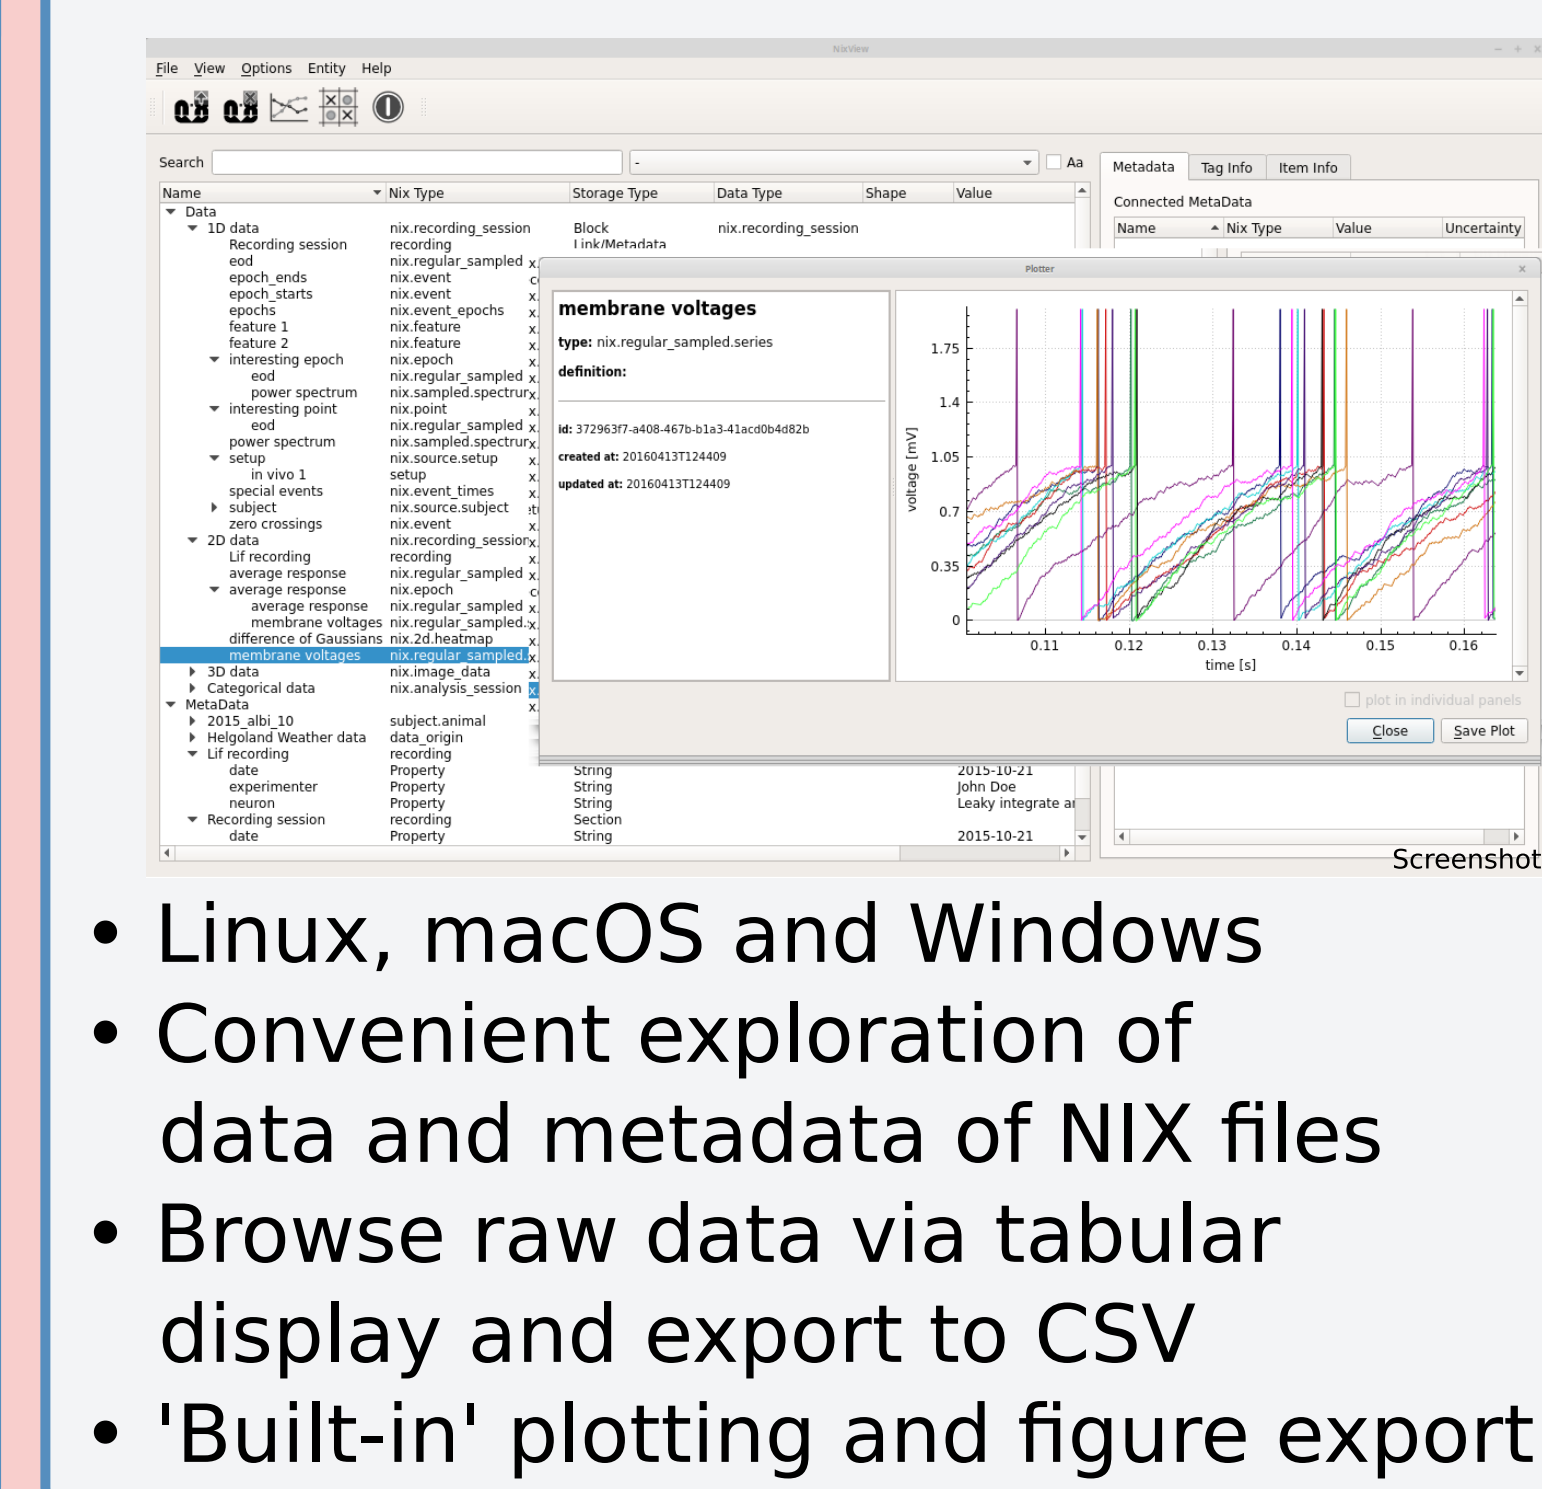 NixView
File View Options Entity Help
Search - Aa
Metadata Tag Info Item Info
Connected MetaData
Name Nix Type Value Uncertainty
Name Nix Type Storage Type Data Type Shape Value
Data
1D data nix.recording_session Block nix.recording_session
Recording session recording Link/Metadata
eod nix.regular_sampled
epoch_ends nix.event
epoch_starts nix.event
epochs nix.event_epochs
feature 1 nix.feature
feature 2 nix.feature
interesting epoch nix.epoch
eod nix.regular_sampled
power spectrum nix.sampled.spectrum
interesting point nix.point
eod nix.regular_sampled
power spectrum nix.sampled.spectrum
setup nix.source.setup
in vivo 1 setup
special events nix.event_times
subject nix.source.subject
zero crossings nix.event
2D data nix.recording_session
Lif recording recording
average response nix.regular_sampled
average response nix.epoch
average response nix.regular_sampled
membrane voltages nix.regular_sampled.
difference of Gaussians nix.2d.heatmap
membrane voltages nix.regular_sampled.
3D data nix.image_data
Categorical data nix.analysis_session
MetaData
2015_albi_10 subject.animal
Helgoland Weather data data_origin
Lif recording recording
date Property String 2015-10-21
experimenter Property String John Doe
neuron Property String Leaky integrate
Recording session recording Section
date Property String 2015-10-21
Plotter
membrane voltages
type: nix.regular_sampled.series
definition:
id: 372963f7-a408-467b-b1a3-41acd0b4d82b
created at: 20160413T124409
updated at: 20160413T124409
voltage [mV]
1.75
1.4
1.05
0.7
0.35
0
0.11 0.12 0.13 0.14 0.15 0.16
time [s]
plot in individual panels
Close Save Plot
Screenshot
• Linux, macOS and Windows
• Convenient exploration of
data and metadata of NIX files
• Browse raw data via tabular
display and export to CSV
• 'Built-in' plotting and figure export